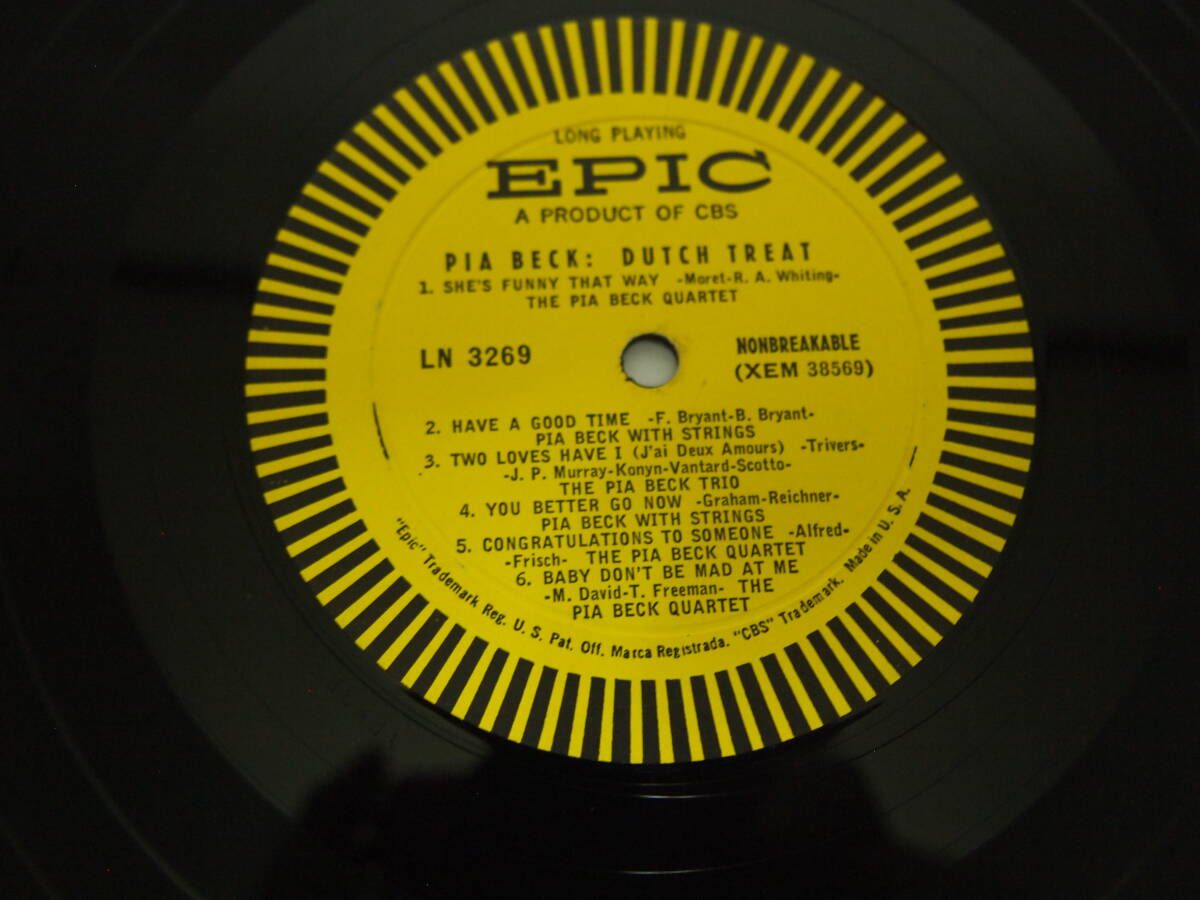 LONG PLAYING
EPIC
A PRODUCT OF CBS
PIA BECK: DUTCH TREAT
1. SHE'S FUNNY THAT WAY -Moret-R. A. Whiting-
THE PIA BECK QUARTET
LN 3269
NONBREAKABLE
(XEM 38569)
2. HAVE A GOOD TIME -F. Bryant-B. Bryant-
PIA BECK WITH STRINGS
3. TWO LOVES HAVE I (J'ai Deux Amours) -Trivers-
-J. P. Murray-Konyn-Vantard-Scotto-
THE PIA BECK TRIO
4. YOU BETTER GO NOW -Graham-Reichner-
PIA BECK WITH STRINGS
5. CONGRATULATIONS TO SOMEONE -Alfred-
-Frisch- THE PIA BECK QUARTET
6. BABY DON'T BE MAD AT ME
-M. David-T. Freeman- THE
PIA BECK QUARTET
"Epic" Trademark Reg. U. S. Pat. Off. Marca Registrada. "CBS" Trademark. Made in U. S. A.